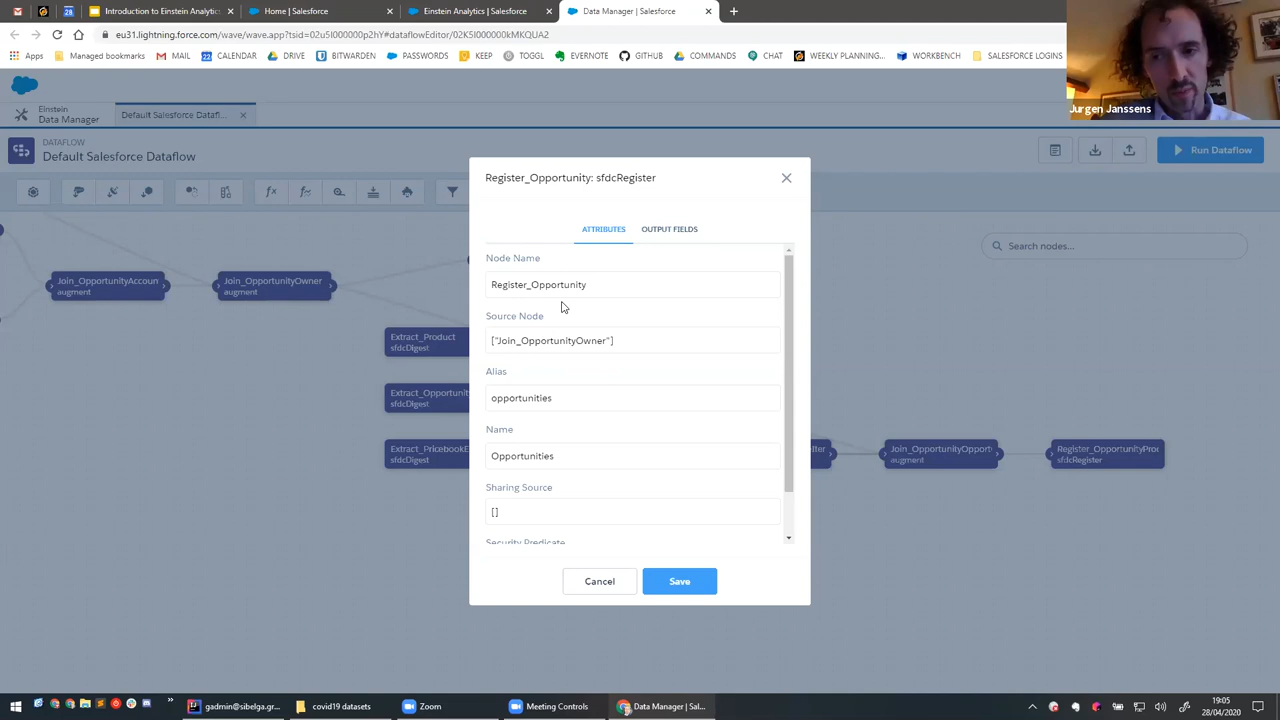 Introduction to Einstein Analytics
Home | Salesforce
Einstein Analytics | Salesforce
Data Manager | Salesforce
eu31.lightning.force.com/wave/wave.app?tsid=02u5I000000p2hY#dataflowEditor/02K5I000000kMKQUA2
Apps
Managed bookmarks
MAIL
CALENDAR
DRIVE
BITWARDEN
PASSWORDS
KEEP
TOGGL
EVERNOTE
GITHUB
COMMANDS
CHAT
WEEKLY PLANNING...
WORKBENCH
SALESFORCE LOGINS
Jurgen Janssens
Einstein
Data Manager
Default Salesforce Datafl...
DATAFLOW
Default Salesforce Dataflow
Run Dataflow
Search nodes...
Join_OpportunityAccoun
augment
Join_OpportunityOwner
augment
Extract_Product
sfdcDigest
Extract_Opportunit
sfdcDigest
Extract_PricebookE
sfdcDigest
Join_OpportunityOpport
augment
Register_OpportunityProd
sfdcRegister
Register_Opportunity: sfdcRegister
ATTRIBUTES
OUTPUT FIELDS
Node Name
Register_Opportunity
Source Node
["Join_OpportunityOwner"]
Alias
opportunities
Name
Opportunities
Sharing Source
[]
Security Predicate
Cancel
Save
gadmin@sibelga.gr...
covid19 datasets
Zoom
Meeting Controls
Data Manager | Sal...
19:05
28/04/2020